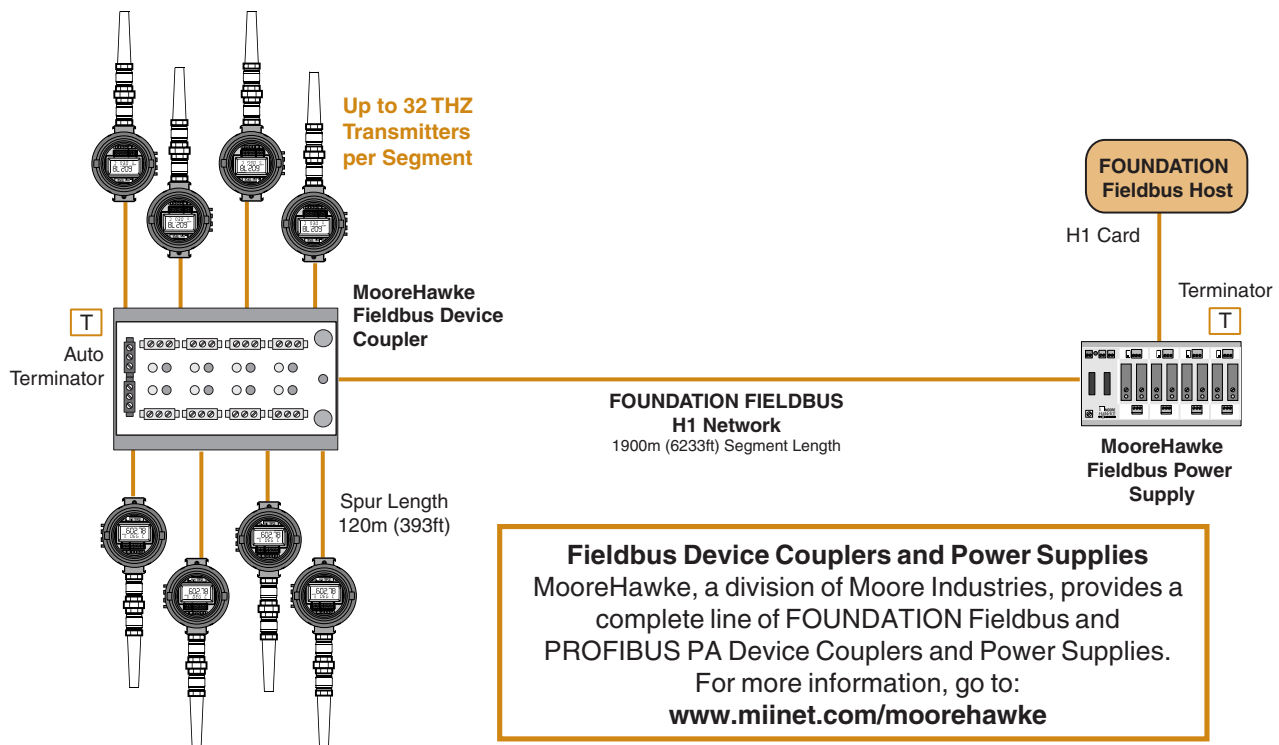 Up to 32 THZ
Transmitters
per Segment
FOUNDATION
Fieldbus Host
H1 Card
Terminator
T
MooreHawke
Fieldbus Device
Coupler
T
Auto
Terminator
FOUNDATION FIELDBUS
H1 Network
1900m (6233ft) Segment Length
MooreHawke
Fieldbus Power
Supply
Spur Length
120m (393ft)
Fieldbus Device Couplers and Power Supplies
MooreHawke, a division of Moore Industries, provides a
complete line of FOUNDATION Fieldbus and
PROFIBUS PA Device Couplers and Power Supplies.
For more information, go to:
www.miinet.com/moorehawke